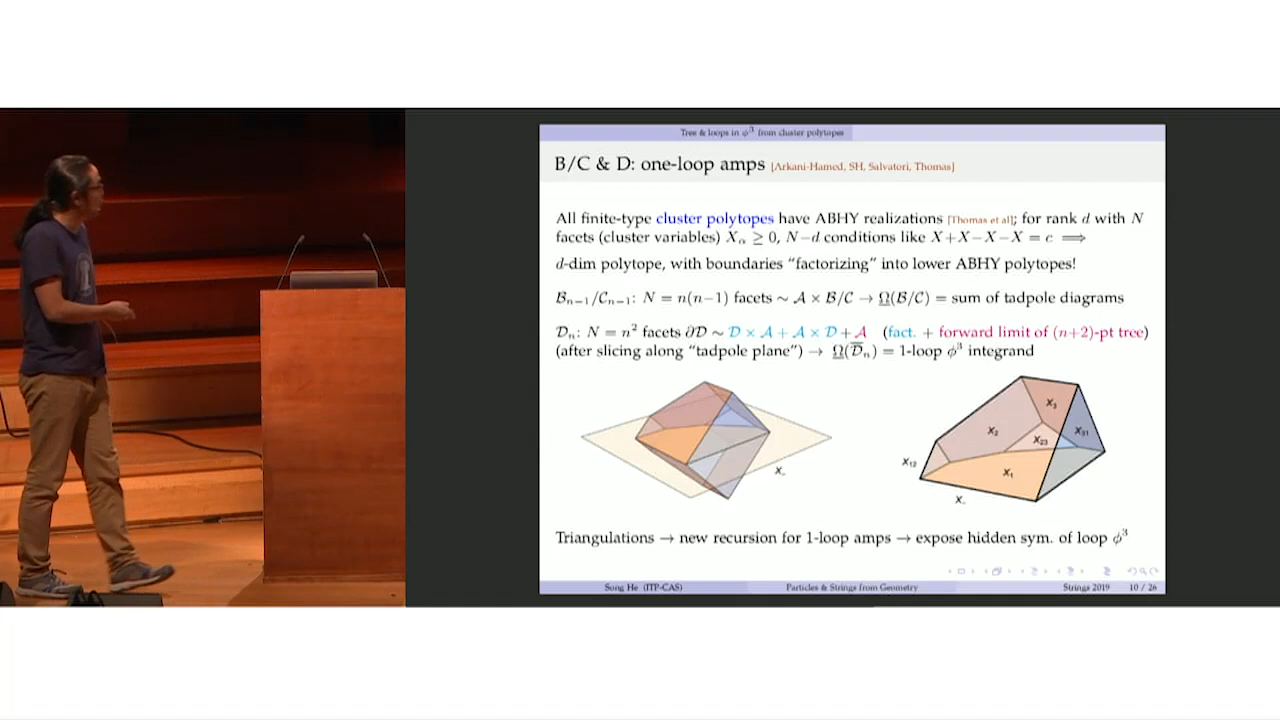 Tree & loops in ϕ³ from cluster polytopes
B/C & D: one-loop amps [Arkani-Hamed, SH, Salvatori, Thomas]
All finite-type cluster polytopes have ABHY realizations [Thomas et al]; for rank d with N
facets (cluster variables) Xα ≥ 0, N−d conditions like X+X−X−X = c ⟹
d-dim polytope, with boundaries “factorizing” into lower ABHY polytopes!
Bₙ₋₁/Cₙ₋₁: N = n(n−1) facets ∼ A × B/C → Ω(B/C) = sum of tadpole diagrams
Dₙ: N = n² facets ∂D ∼ D × A + A × D + A (fact. + forward limit of (n+2)-pt tree)
(after slicing along “tadpole plane”) → Ω(D̅ₙ) = 1-loop ϕ³ integrand
X₋
X₃
X₂
X₂₃
X₃₁
X₁₂
X₁
X₋
Triangulations → new recursion for 1-loop amps → expose hidden sym. of loop ϕ³
Song He (ITP-CAS) Particles & Strings from Geometry Strings 2019 10 / 26